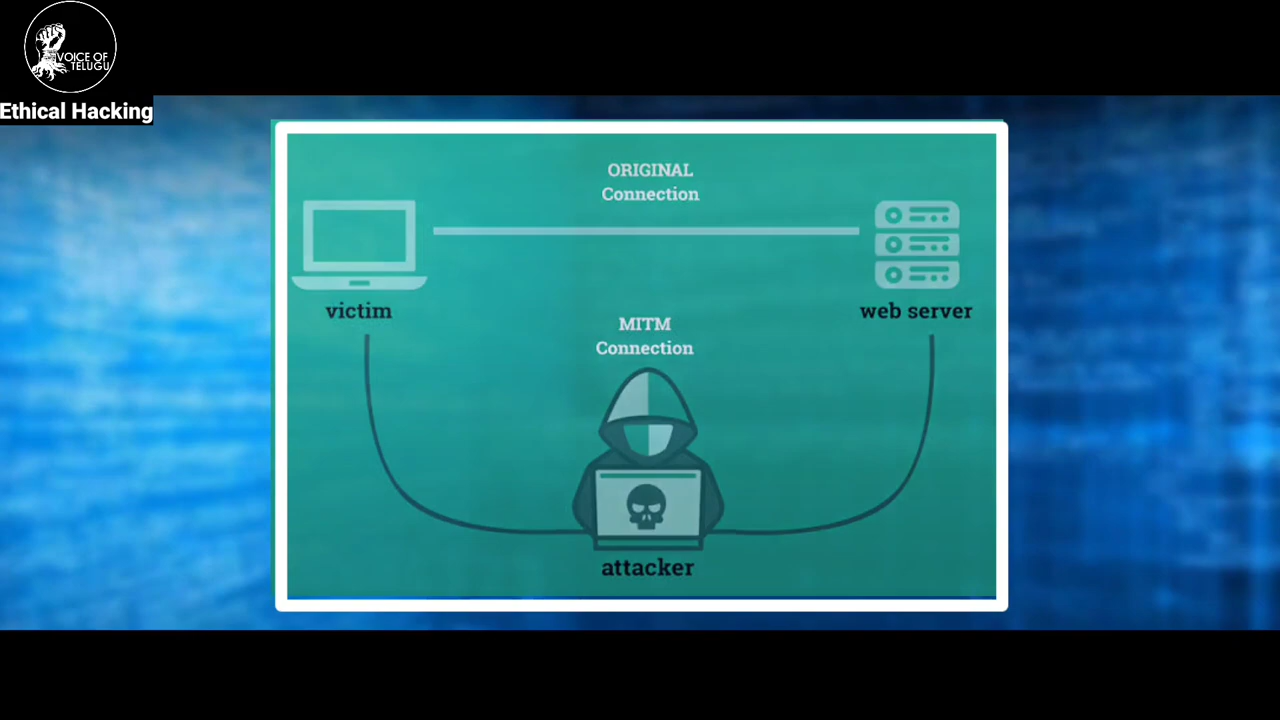 VOICE OF
TELUGU
Ethical Hacking
ORIGINAL
Connection
victim
web server
MITM
Connection
attacker